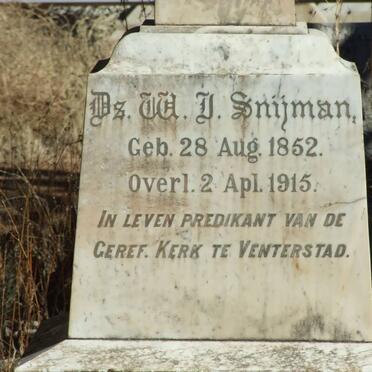 Ds. W. J. Snijman,
Geb. 28 Aug. 1852.
Overl. 2 Apl. 1915.
IN LEVEN PREDIKANT VAN DE
GEREF. KERK TE VENTERSTAD.